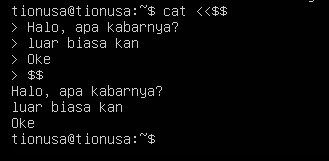 tionusa@tionusa:~$ cat <<$$
> Halo, apa kabarnya?
> luar biasa kan
> Oke
> $$
Halo, apa kabarnya?
luar biasa kan
Oke
tionusa@tionusa:~$